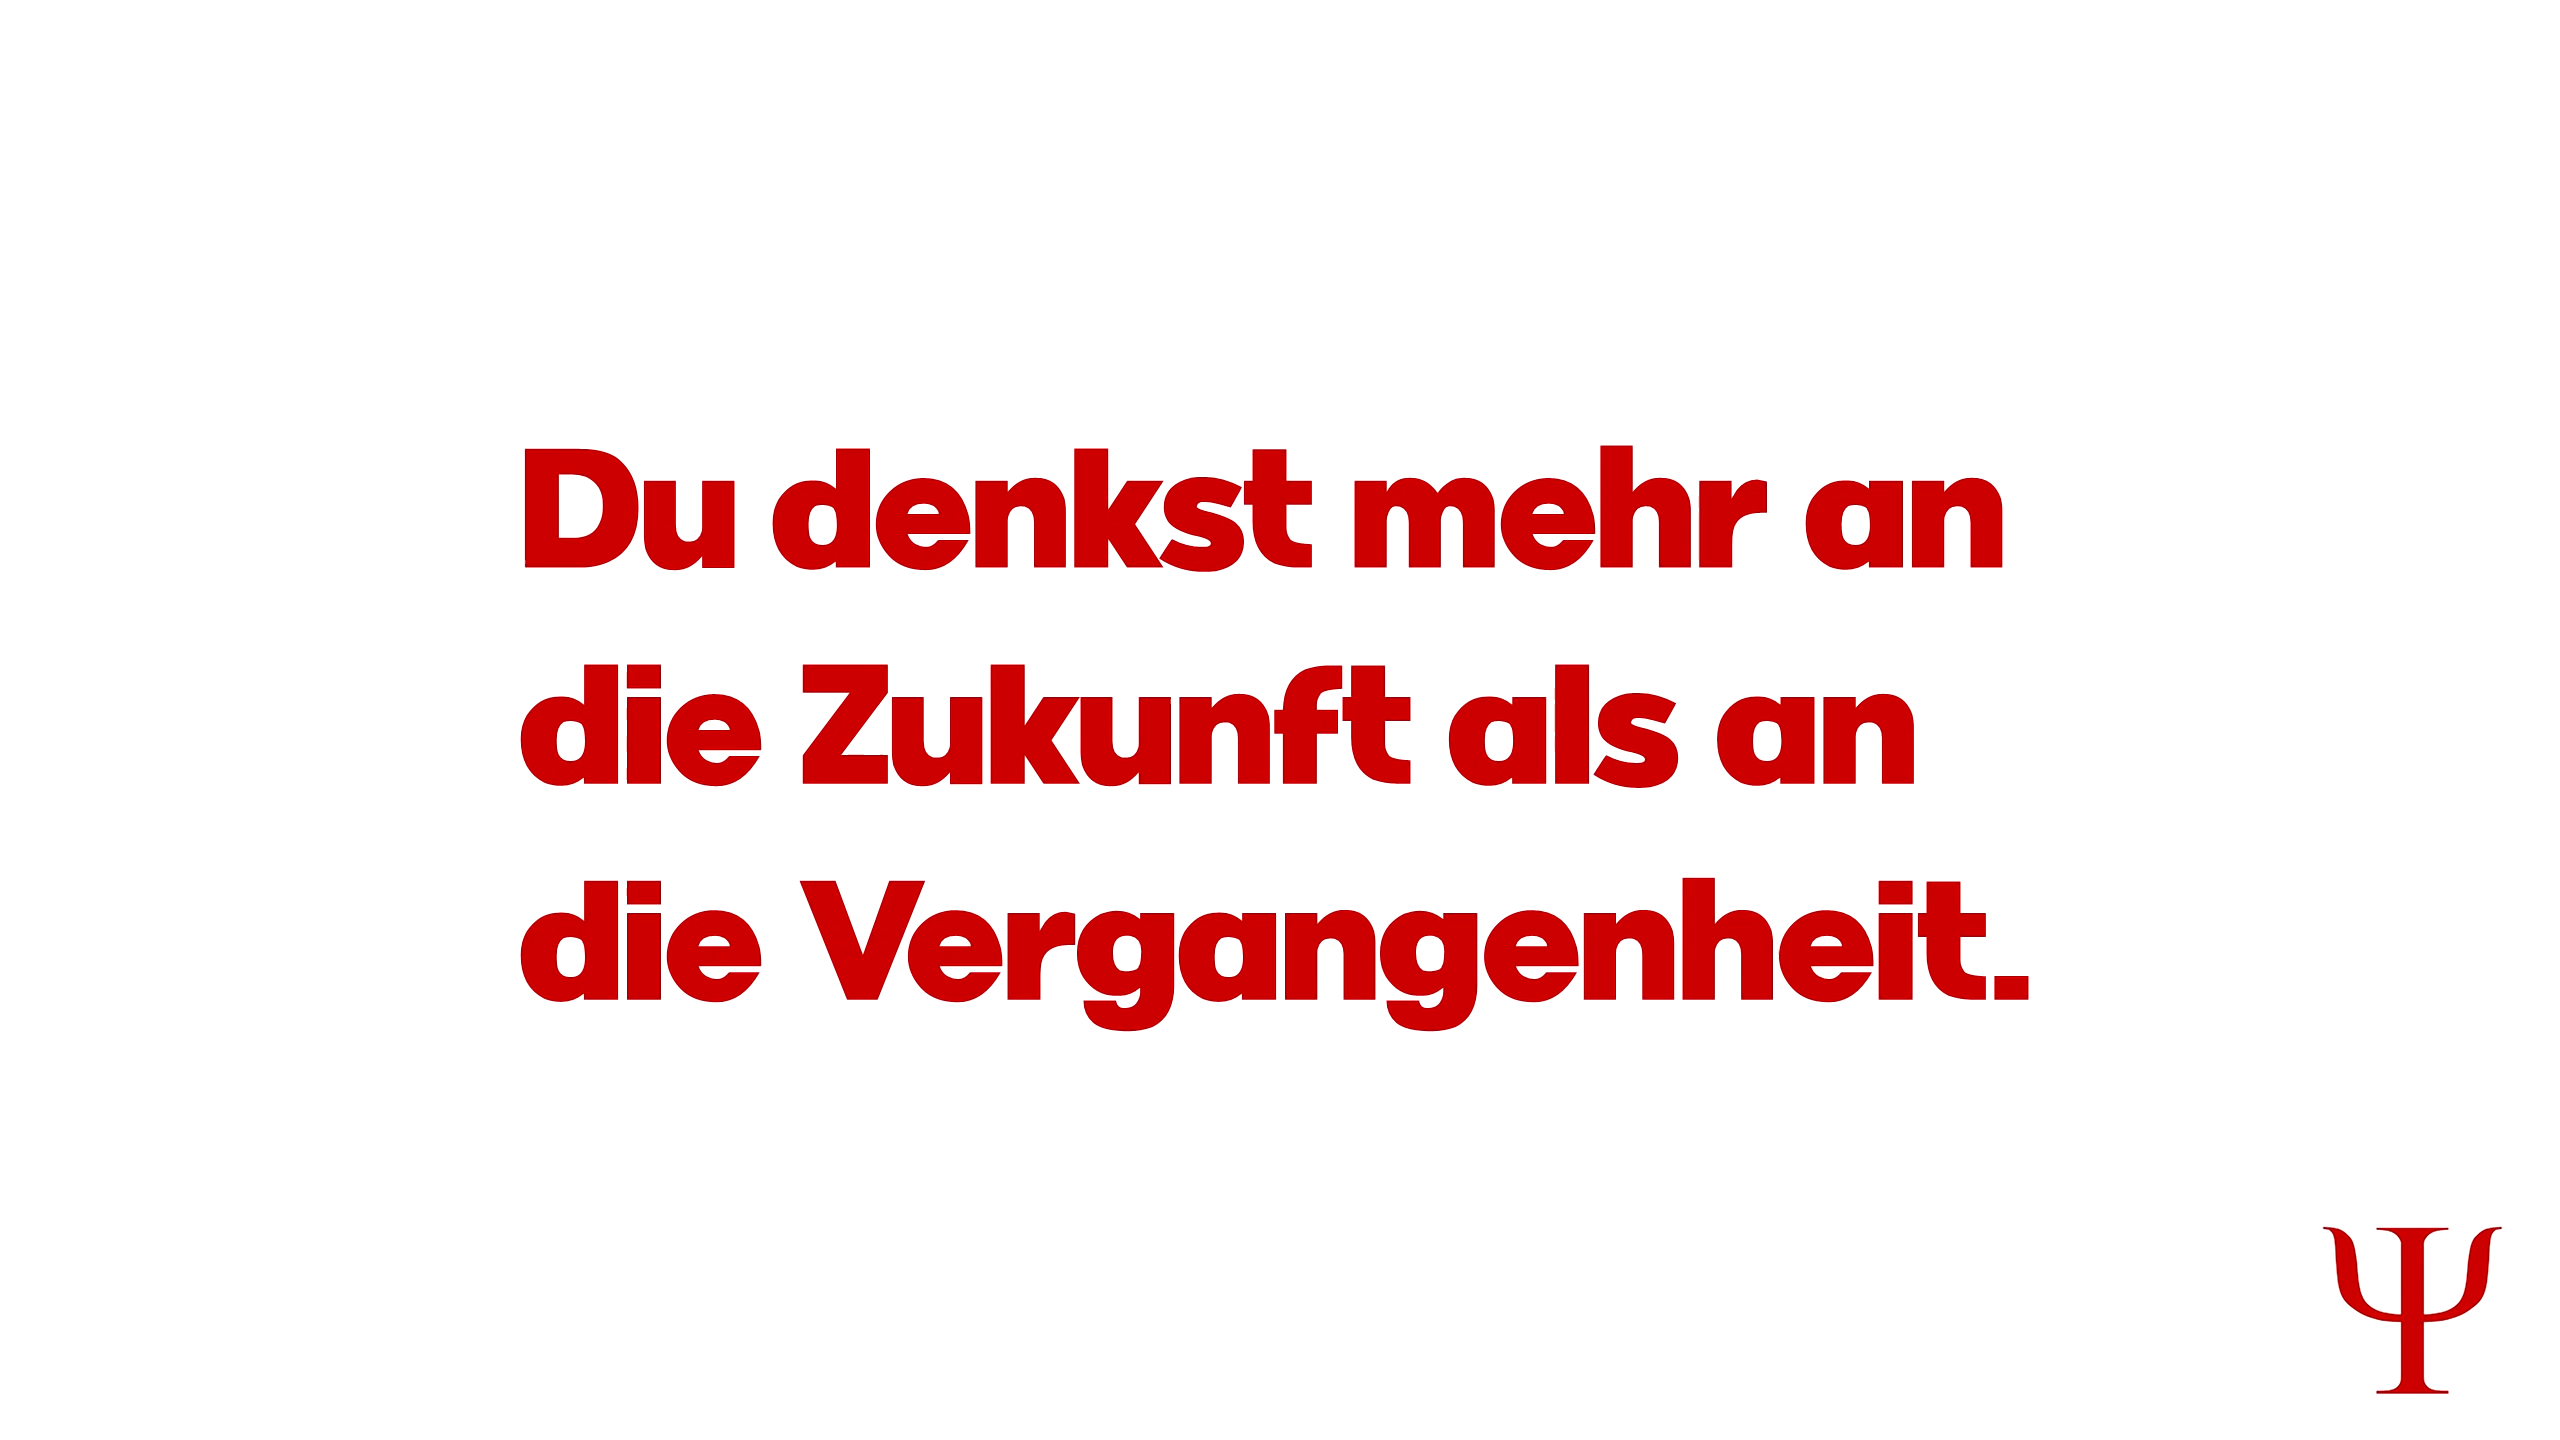 Du denkst mehr an
die Zukunft als an
die Vergangenheit.
Ψ